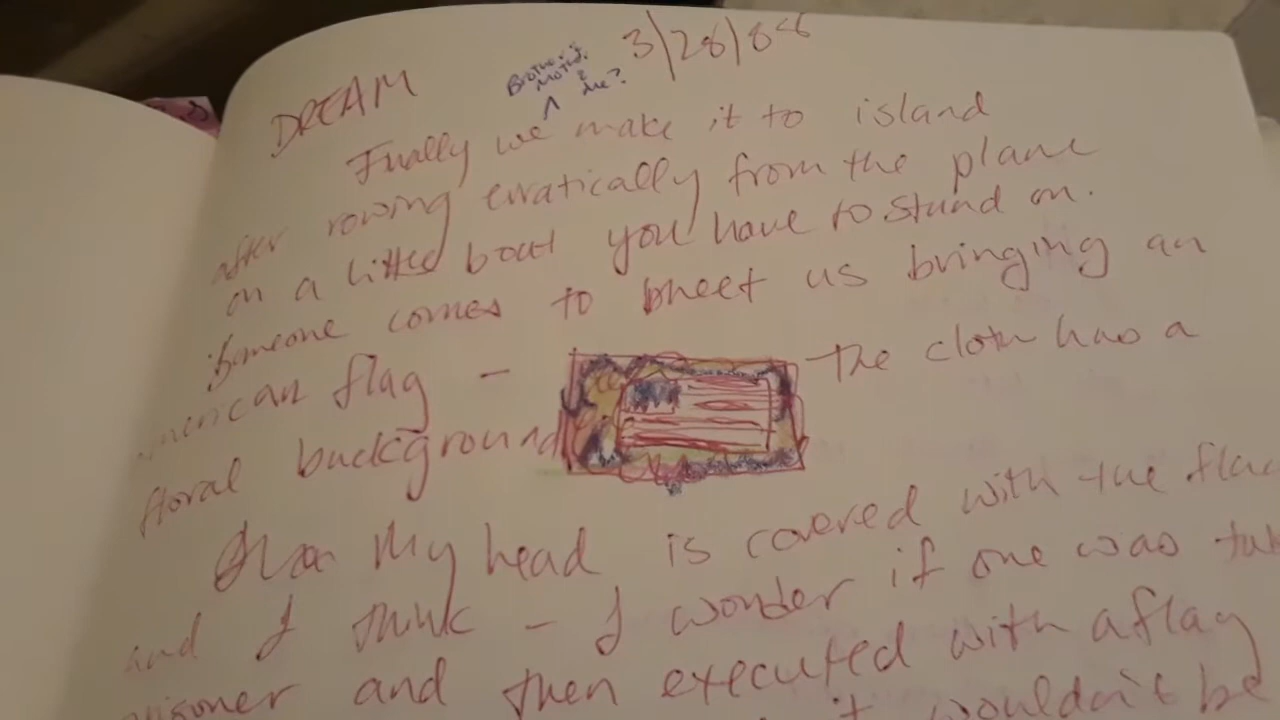 DREAM
3/28/88
Brother,
Mother
& Me?
Finally we make it to island
after rowing erratically from the plane
on a little boat you have to stand on.
Someone comes to meet us bringing an
American flag – The cloth has a
floral background
My head is covered with the flag
and I think – I wonder if one was
prisoner and then executed with a flag
it wouldn't be